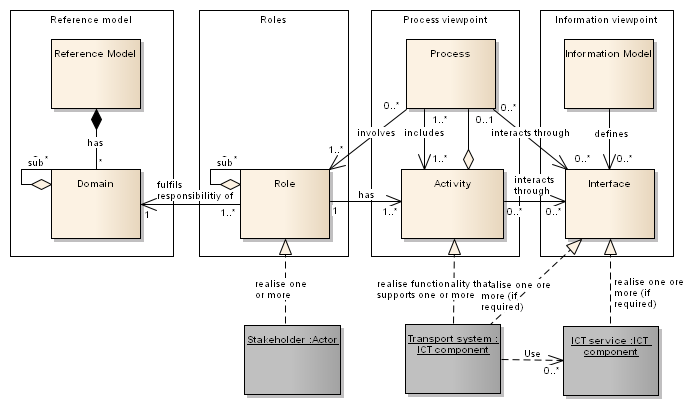 Reference model
Roles
Process viewpoint
Information viewpoint
Reference Model
Process
Information Model
0..*
1..*
0..1
0..*
has
involves
includes
interacts through
defines
1..*
1..*
0..*
0..*
*
sub *
sub *
Domain
Role
Activity
Interface
fulfils
responsibilitiy of
has
interacts
through
1
1..*
1
1..*
0..*
0..*
realise one
or more
realise functionality that
supports one or more
alise one ore
more (if
required)
realise one ore
more (if
required)
Stakeholder :Actor
Transport system :
ICT component
ICT service :ICT
component
Use
0..*